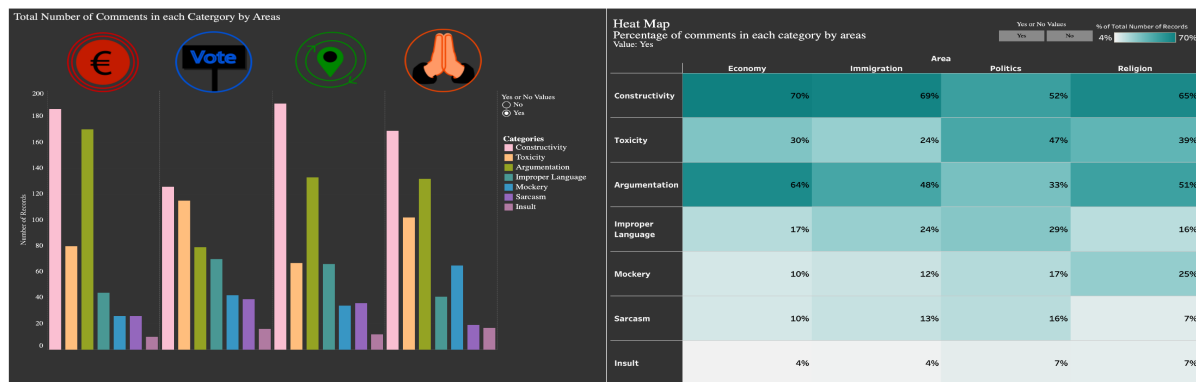 Total Number of Comments in each Catergory by Areas
€
Vote
200
180
160
140
120
100
80
60
40
20
0
Number of Records
Yes or No Values
No
Yes
Categories
Constructivity
Toxicity
Argumentation
Improper Language
Mockery
Sarcasm
Insult
Heat Map
Percentage of comments in each category by areas
Value: Yes
Yes or No Values
Yes No
% of Total Number of Records
4% 70%
Area
Economy Immigration Politics Religion
Constructivity 70% 69% 52% 65%
Toxicity 30% 24% 47% 39%
Argumentation 64% 48% 33% 51%
Improper
Language 17% 24% 29% 16%
Mockery 10% 12% 17% 25%
Sarcasm 10% 13% 16% 7%
Insult 4% 4% 7% 7%